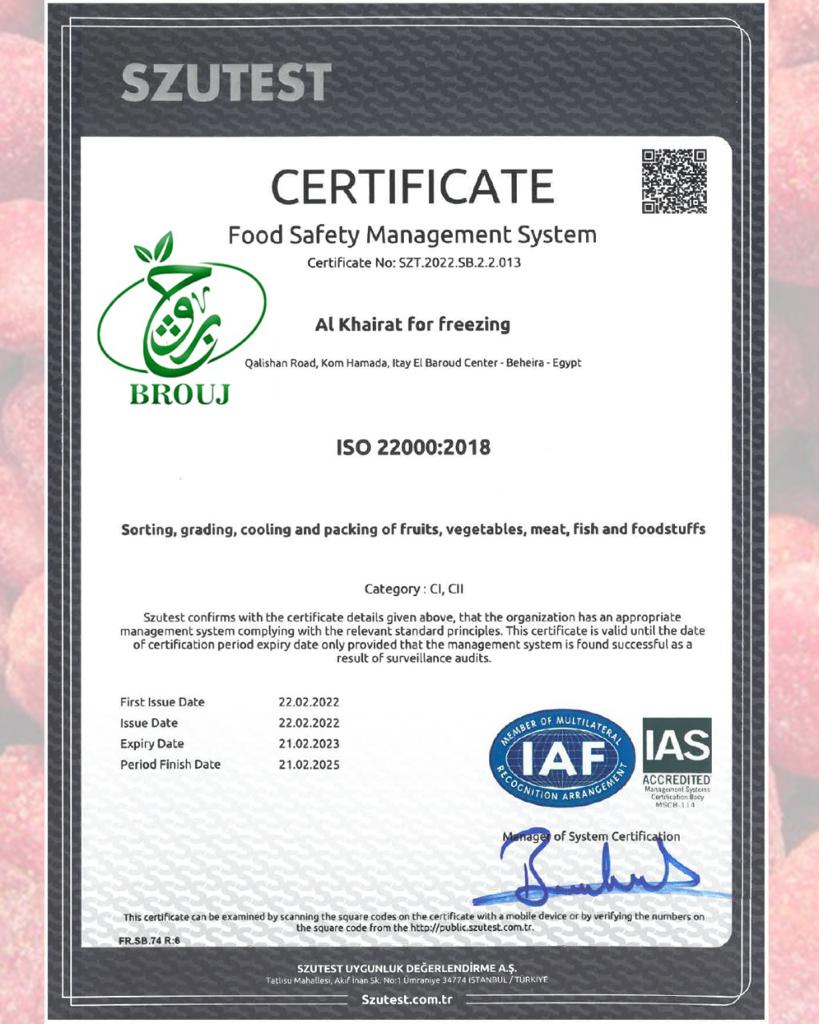 SZUTEST
CERTIFICATE
Food Safety Management System
Certificate No: SZT.2022.SB.2.2.013
بروج
BROUJ
Al Khairat for freezing
Qalishan Road, Kom Hamada, Itay El Baroud Center - Beheira - Egypt
ISO 22000:2018
Sorting, grading, cooling and packing of fruits, vegetables, meat, fish and foodstuffs
Category : CI, CII
Szutest confirms with the certificate details given above, that the organization has an appropriate
management system complying with the relevant standard principles. This certificate is valid until the date
of certification period expiry date only provided that the management system is found successful as a
result of surveillance audits.
First Issue Date 22.02.2022
Issue Date 22.02.2022
Expiry Date 21.02.2023
Period Finish Date 21.02.2025
MEMBER OF MULTILATERAL
IAF
RECOGNITION ARRANGEMENT
IAS
ACCREDITED
Management Systems
Certification Body
MSCB-114
Manager of System Certification
This certificate can be examined by scanning the square codes on the certificate with a mobile device or by verifying the numbers on
the square code from the http://public.szutest.com.tr.
FR.SB.74 R:6
SZUTEST UYGUNLUK DEĞERLENDİRME A.Ş.
Tatlısu Mahallesi, Akif İnan Sk. No:1 Ümraniye 34774 İSTANBUL / TÜRKİYE
Szutest.com.tr